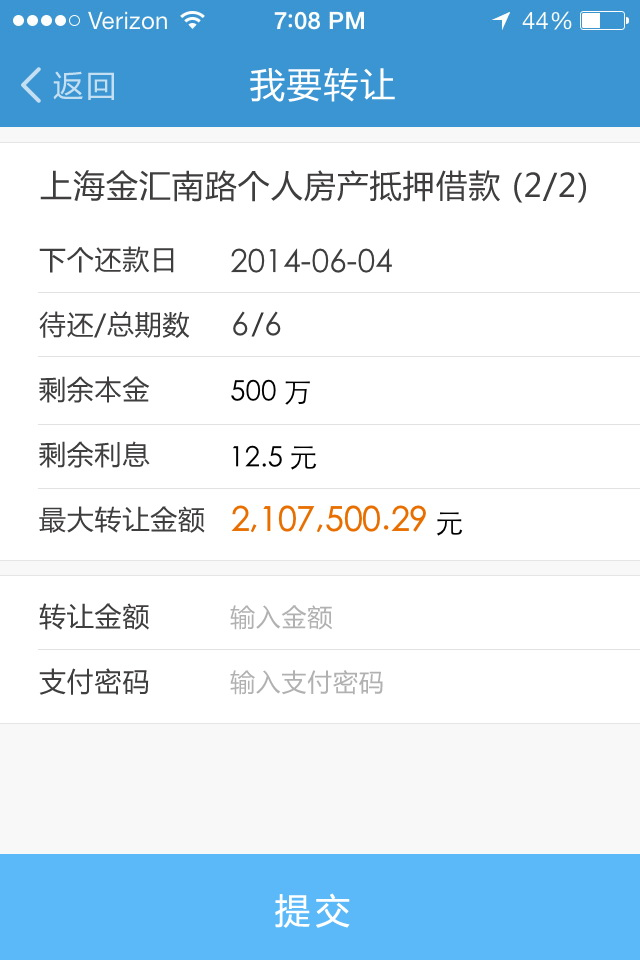 Verizon 7:08 PM 44%
返回 我要转让
上海金汇南路个人房产抵押借款 (2/2)
下个还款日 2014-06-04
待还/总期数 6/6
剩余本金 500 万
剩余利息 12.5 元
最大转让金额 2,107,500.29 元
转让金额 输入金额
支付密码 输入支付密码
提交